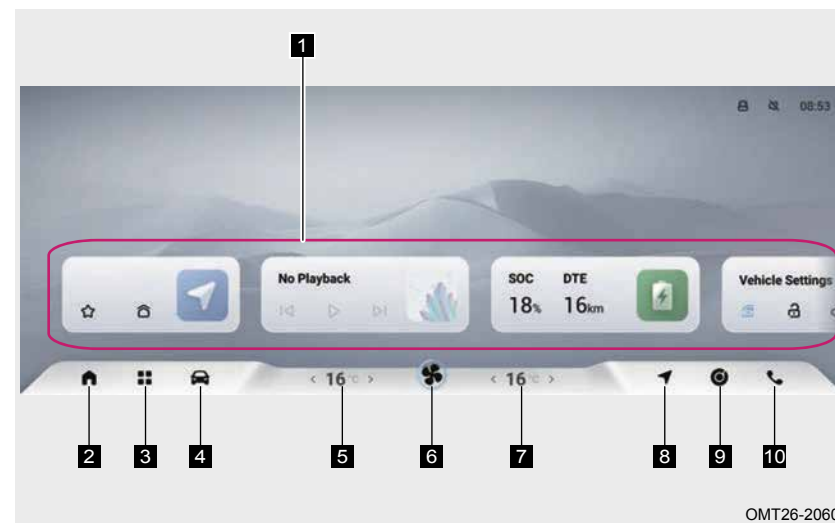 1
08:53
No Playback
SOC DTE
18% 16km
Vehicle Settings
< 16°C >
< 16°C >
2 3 4 5 6 7 8 9 10
OMT26-2060